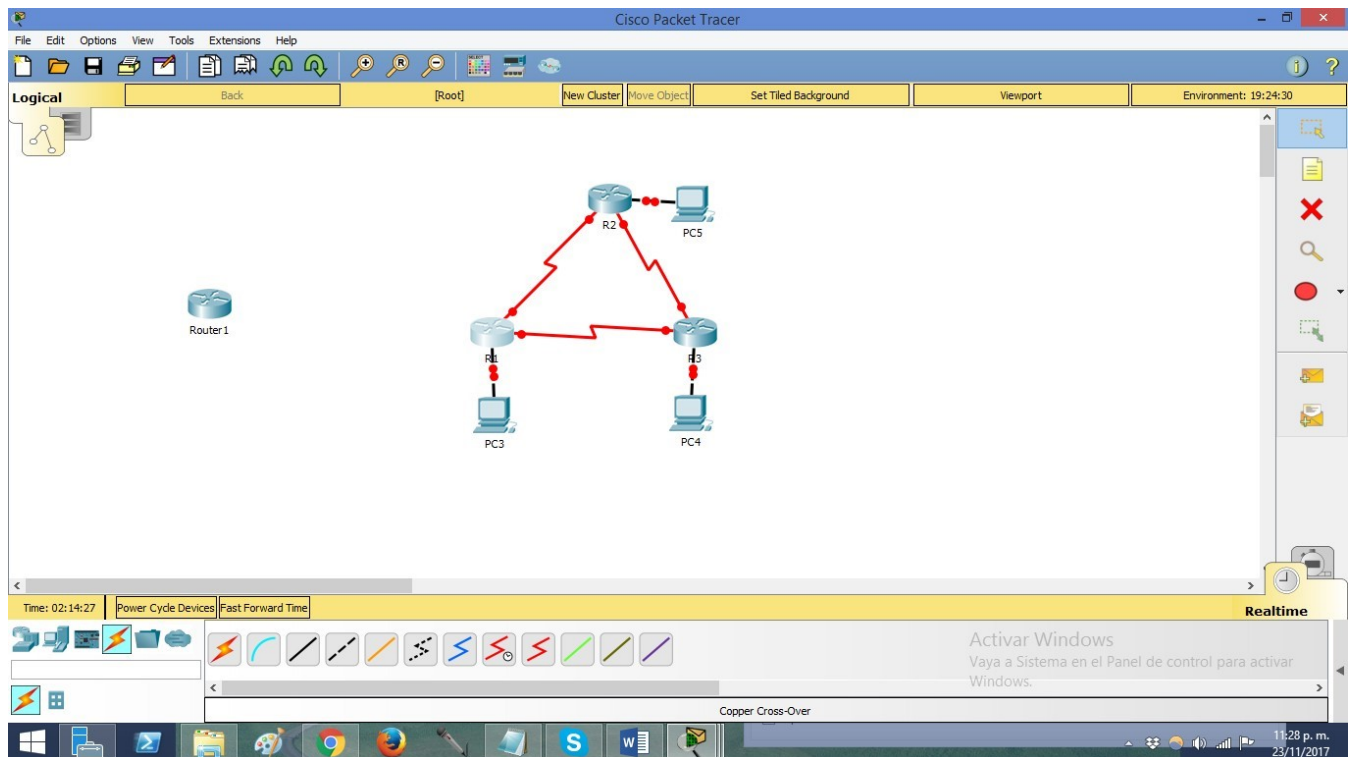 Cisco Packet Tracer
File Edit Options View Tools Extensions Help
Logical Back [Root] New Cluster Move Object Set Tiled Background Viewport Environment: 19:24:30
R2
PC5
Router1
R1
R3
PC3
PC4
Time: 02:14:27 Power Cycle Devices Fast Forward Time Realtime
Activar Windows
Vaya a Sistema en el Panel de control para activar
Windows.
Copper Cross-Over
11:28 p. m.
23/11/2017